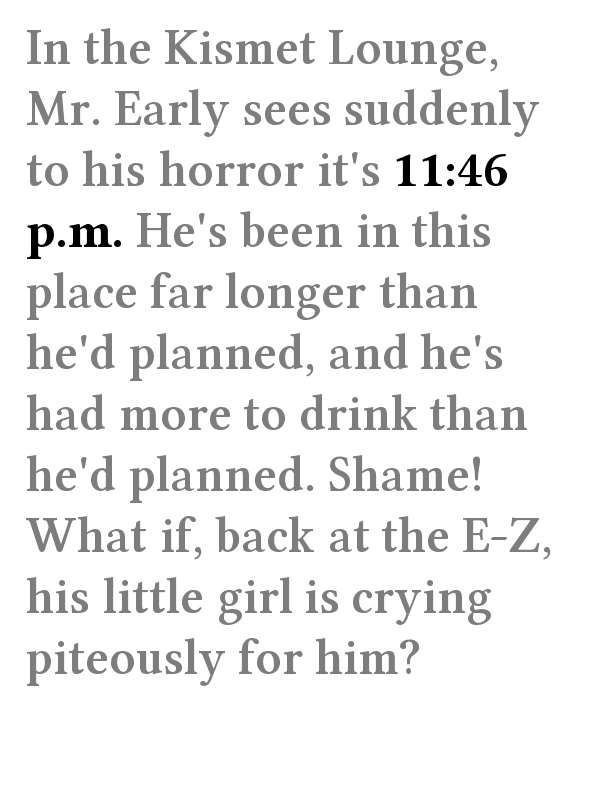 In the Kismet Lounge,
Mr. Early sees suddenly
to his horror it's 11:46
p.m. He's been in this
place far longer than
he'd planned, and he's
had more to drink than
he'd planned. Shame!
What if, back at the E-Z,
his little girl is crying
piteously for him?